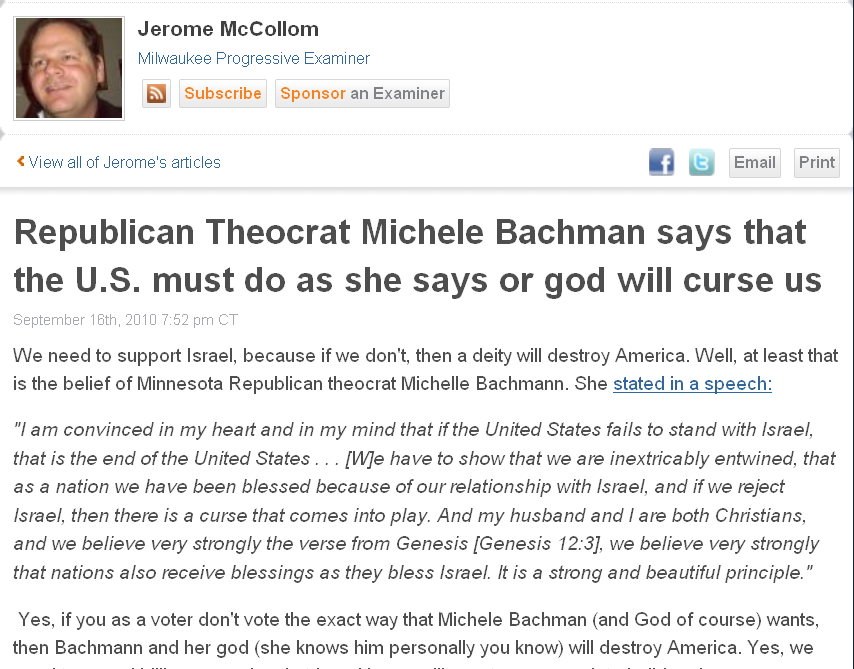 Jerome McCollom
Milwaukee Progressive Examiner
Subscribe
Sponsor an Examiner
View all of Jerome's articles
Email
Print
Republican Theocrat Michele Bachman says that
the U.S. must do as she says or god will curse us
September 16th, 2010 7:52 pm CT
We need to support Israel, because if we don't, then a deity will destroy America. Well, at least that
is the belief of Minnesota Republican theocrat Michelle Bachmann. She stated in a speech:
"I am convinced in my heart and in my mind that if the United States fails to stand with Israel,
that is the end of the United States . . . [W]e have to show that we are inextricably entwined, that
as a nation we have been blessed because of our relationship with Israel, and if we reject
Israel, then there is a curse that comes into play. And my husband and I are both Christians,
and we believe very strongly the verse from Genesis [Genesis 12:3], we believe very strongly
that nations also receive blessings as they bless Israel. It is a strong and beautiful principle."
Yes, if you as a voter don't vote the exact way that Michele Bachman (and God of course) wants,
then Bachmann and her god (she knows him personally you know) will destroy America. Yes, we